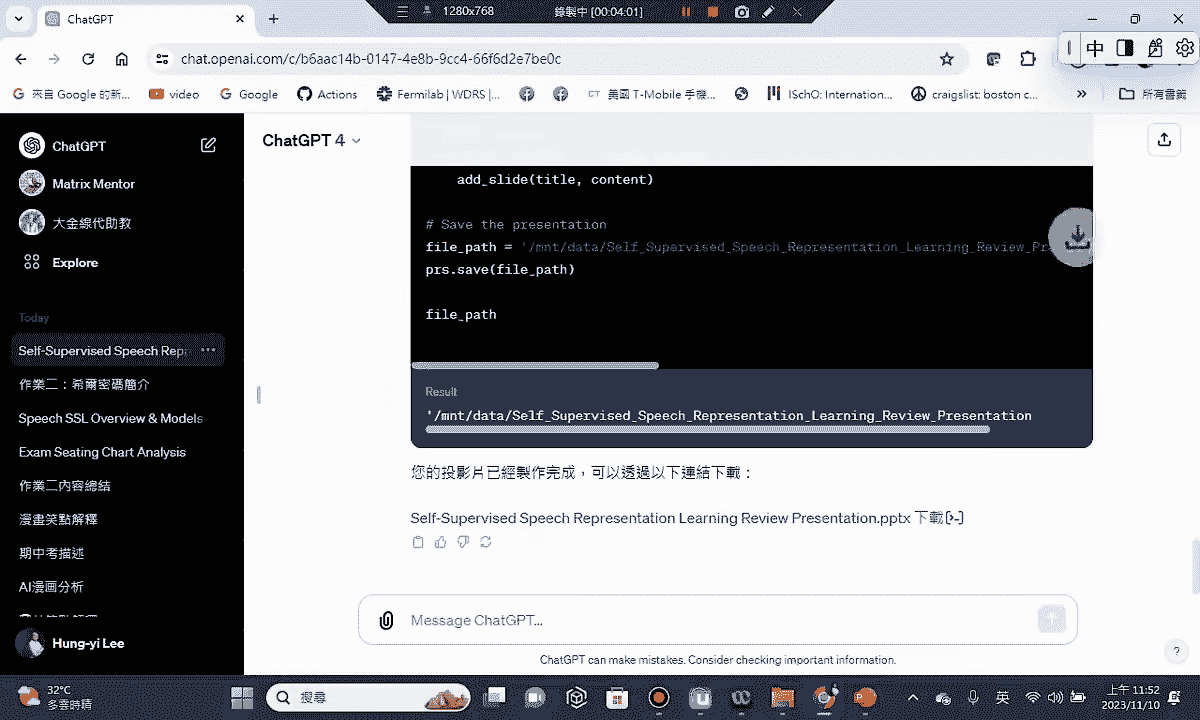 1280x768
錄製中 [00:04:01]
ChatGPT
chat.openai.com/c/b6aac14b-0147-4e8b-9cc4-66f6d2e7be0c
中
來自 Google 的新...
video
Google
Actions
Fermilab | WDRS |...
美國 T-Mobile 手機...
ISchO: Internation...
craigslist: boston c...
»
所有書籤
ChatGPT
Matrix Mentor
大金線代助教
Explore
Today
Self-Supervised Speech Rep
作業二：希爾密碼簡介
Speech SSL Overview & Models
Exam Seating Chart Analysis
作業二內容總結
漫畫笑點解釋
期中考描述
AI漫画分析
Hung-yi Lee
ChatGPT 4
add_slide(title, content)
# Save the presentation
file_path = '/mnt/data/Self_Supervised_Speech_Representation_Learning_Review_Pr
prs.save(file_path)
file_path
Result
'/mnt/data/Self_Supervised_Speech_Representation_Learning_Review_Presentation
您的投影片已經製作完成，可以透過以下連結下載：
Self-Supervised Speech Representation Learning Review Presentation.pptx 下載[>-]
Message ChatGPT...
ChatGPT can make mistakes. Consider checking important information.
?
32°C
多雲時晴
搜尋
英
上午 11:52
2023/11/10